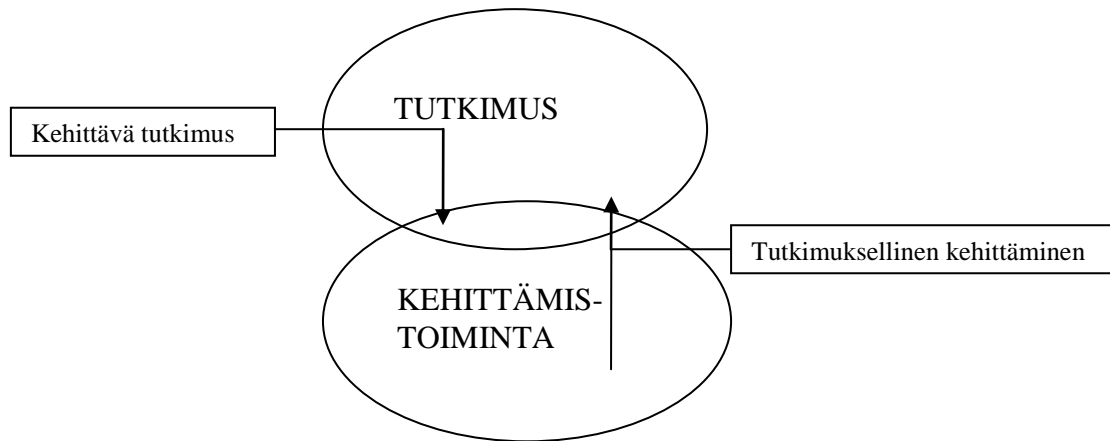 TUTKIMUS
Kehittävä tutkimus
Tutkimuksellinen kehittäminen
KEHITTÄMIS-
TOIMINTA